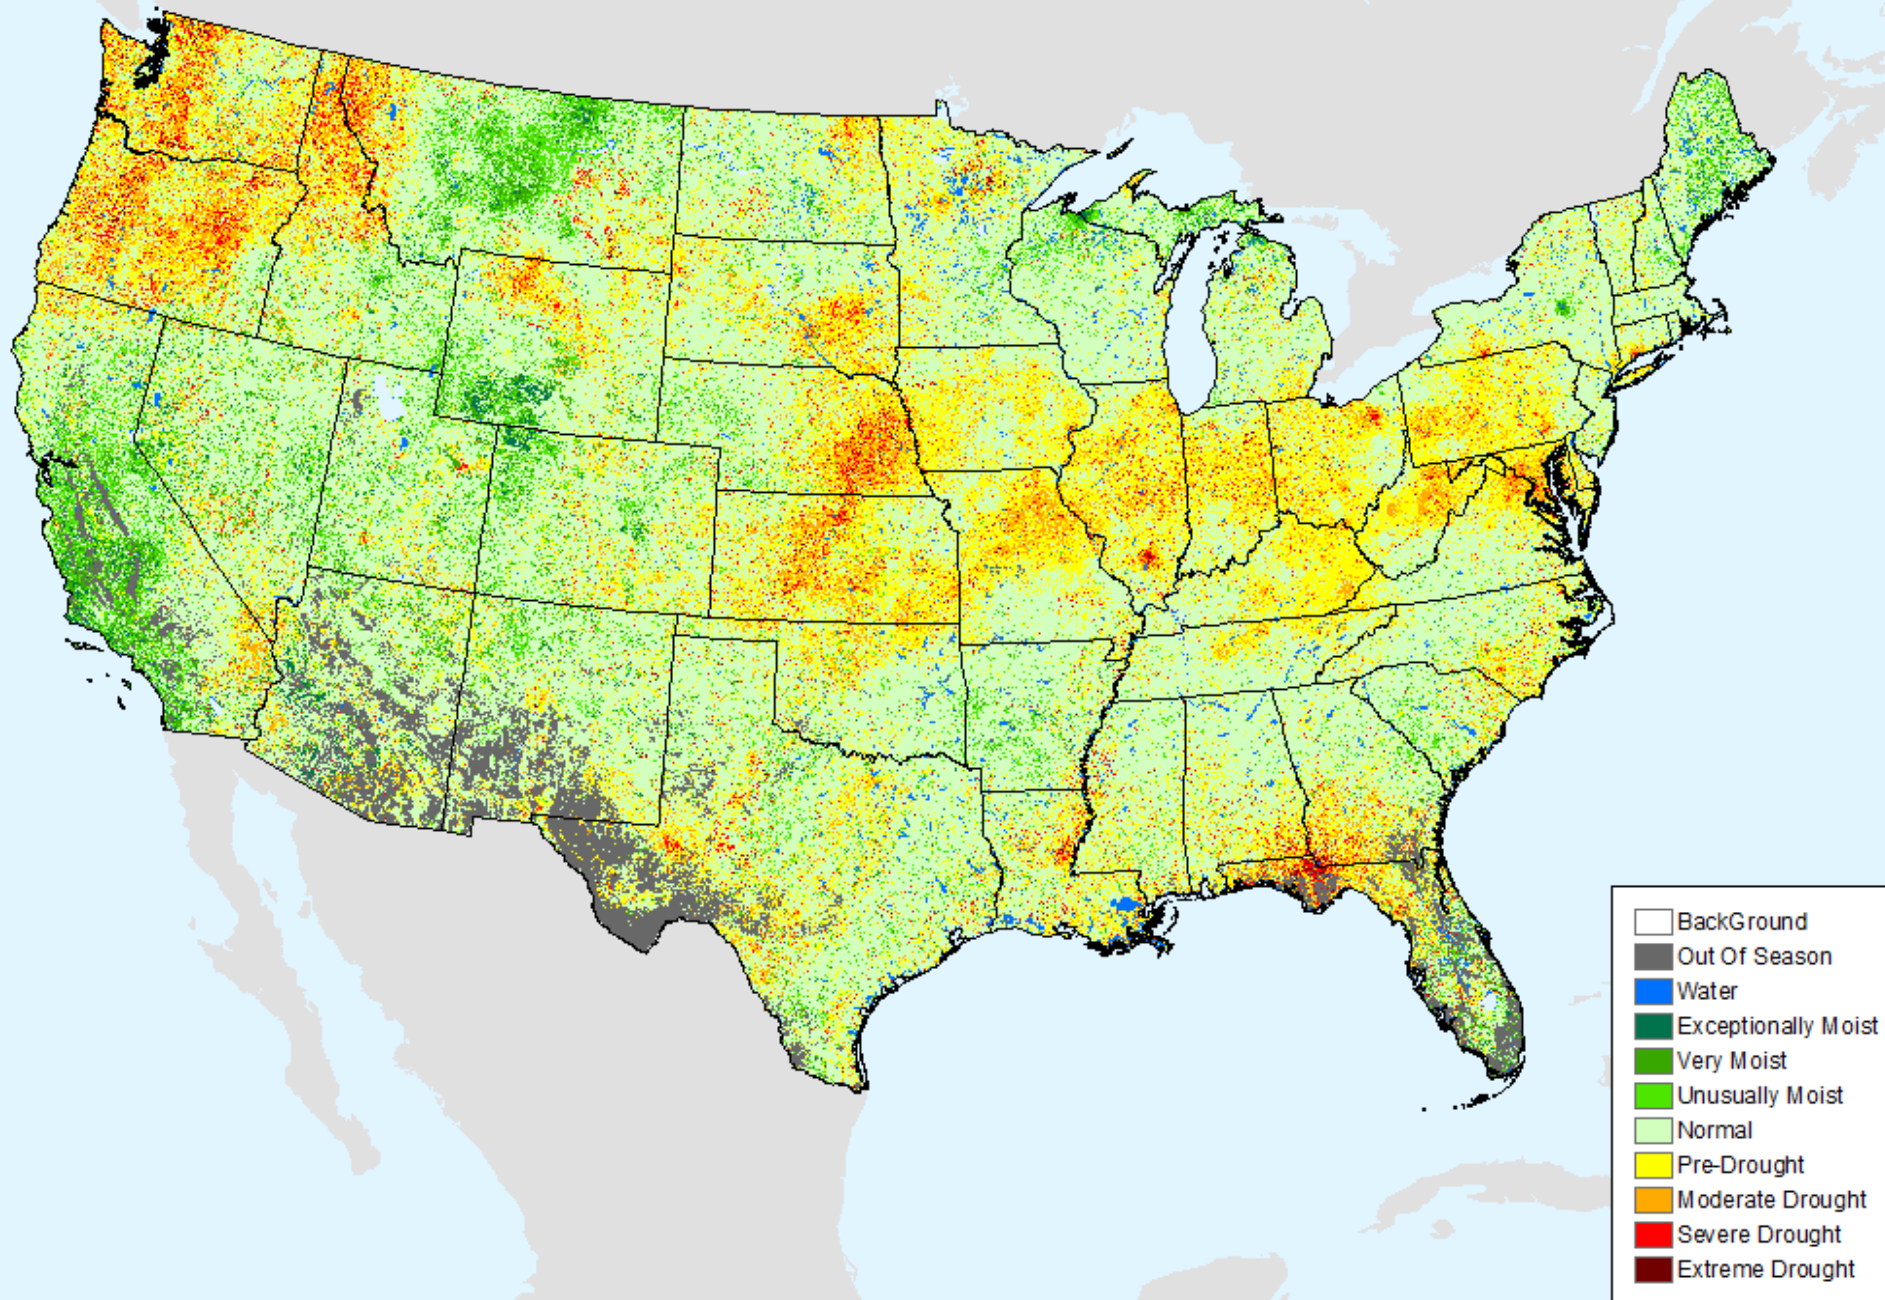 BackGround
Out Of Season
Water
Exceptionally Moist
Very Moist
Unusually Moist
Normal
Pre-Drought
Moderate Drought
Severe Drought
Extreme Drought